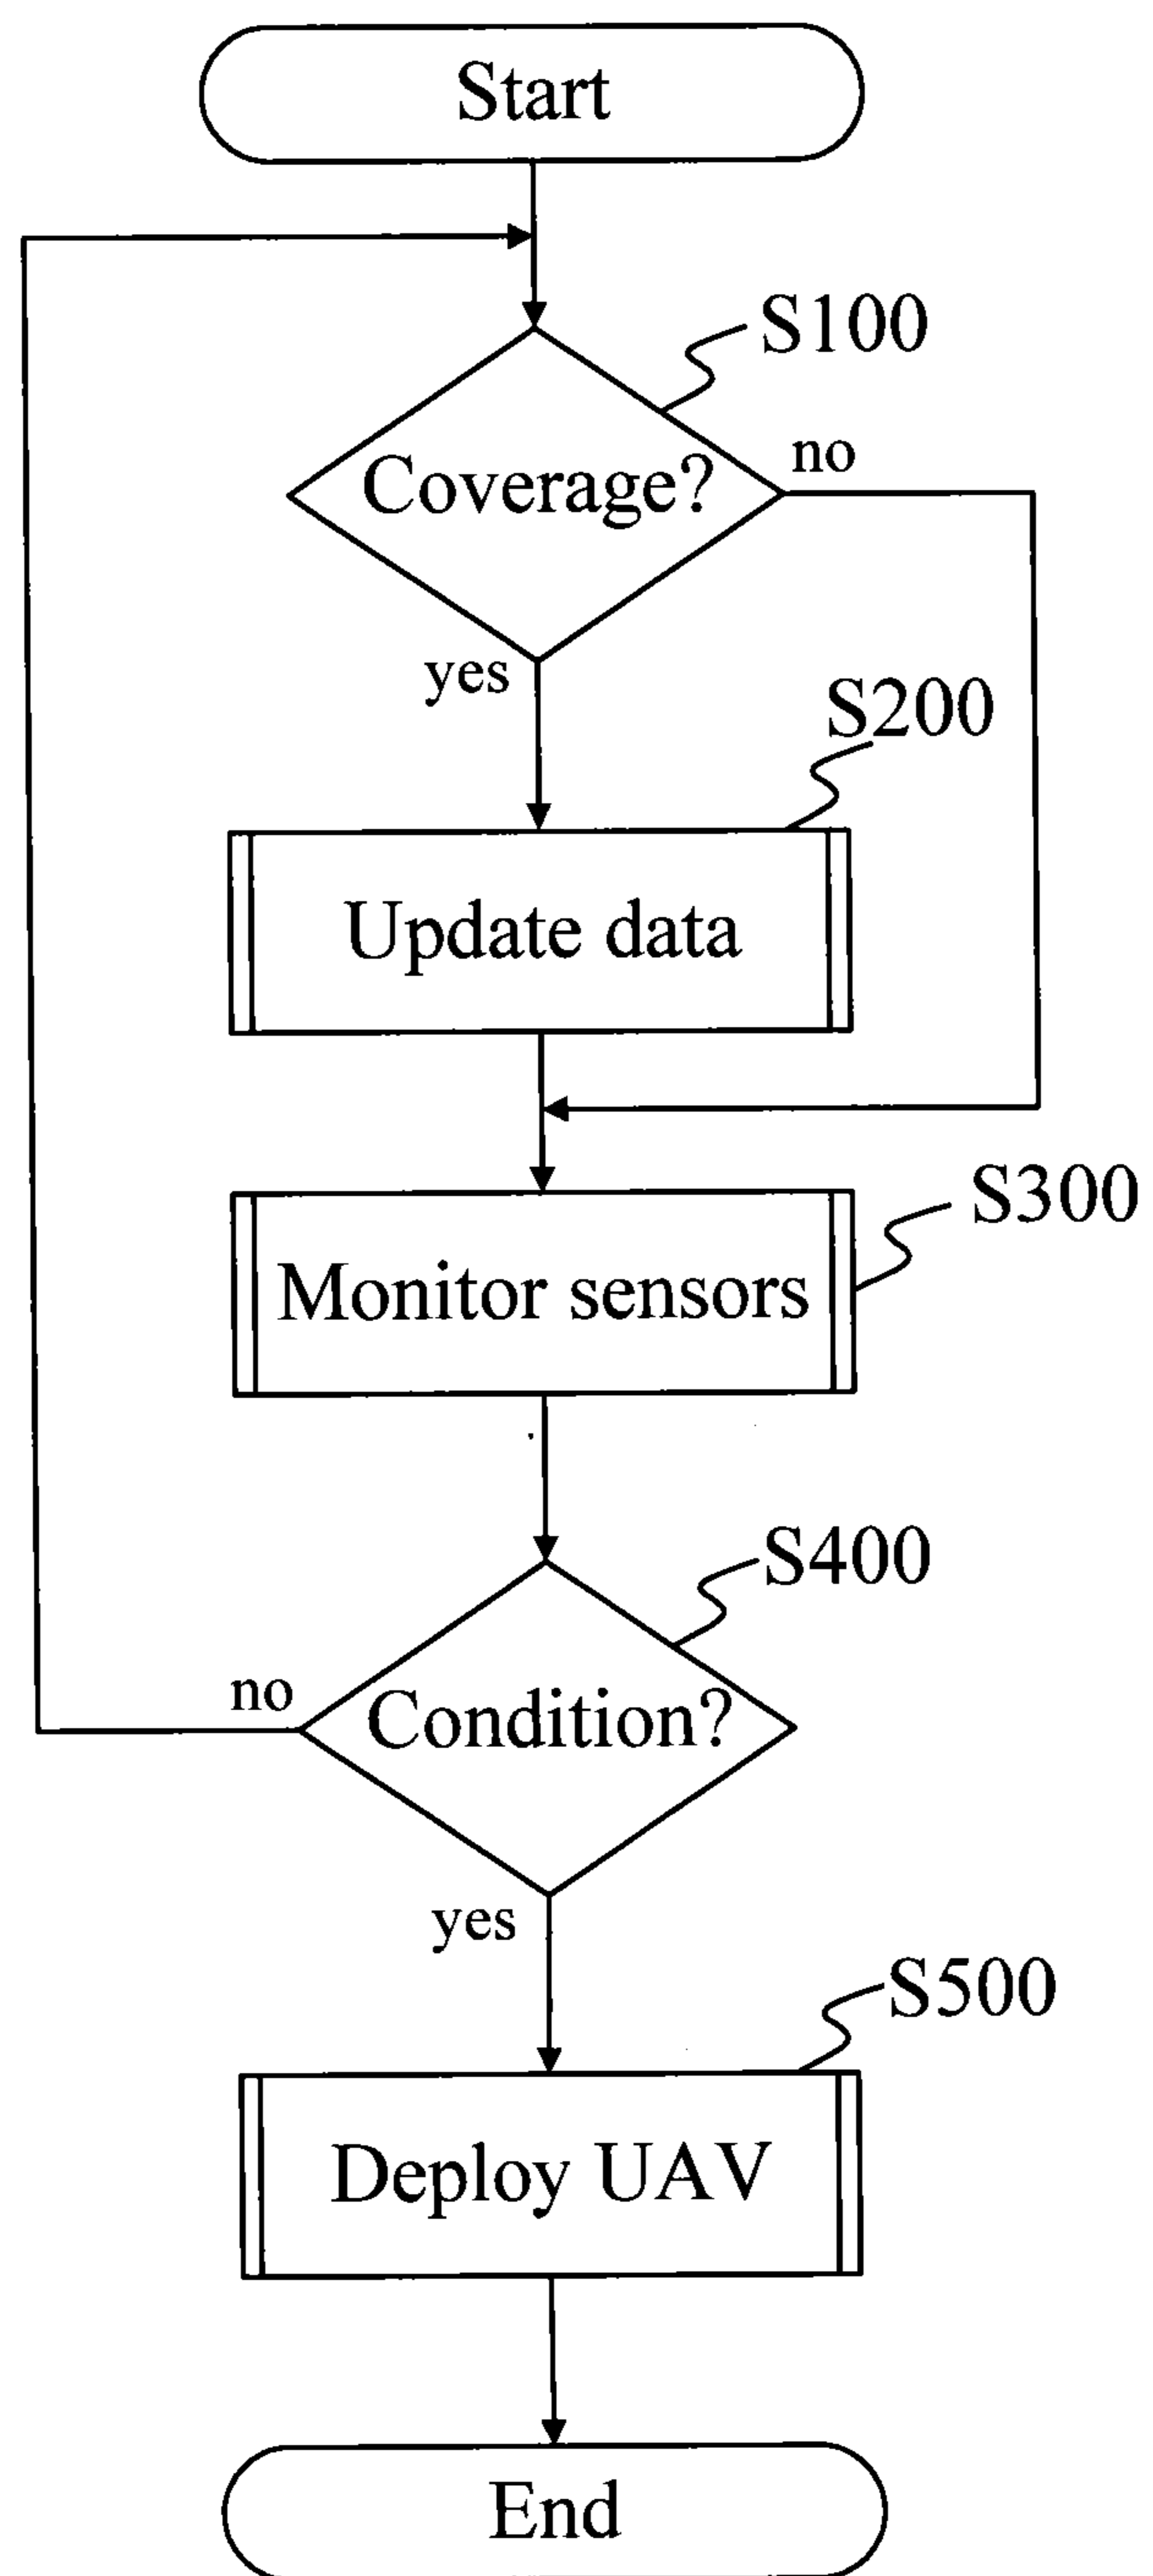 Start
S100
Coverage?
no
yes
S200
Update data
S300
Monitor sensors
S400
Condition?
no
yes
S500
Deploy UAV
End